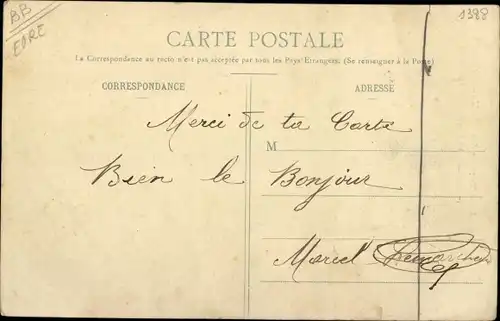 BB
EURE
1388
CARTE POSTALE
La Correspondance au recto n'est pas acceptée par tous les Pays Etrangers. (Se renseigner à la Poste)
CORRESPONDANCE
ADRESSE
Merci de ta Carte
M
Bien le Bonjour
Marcel